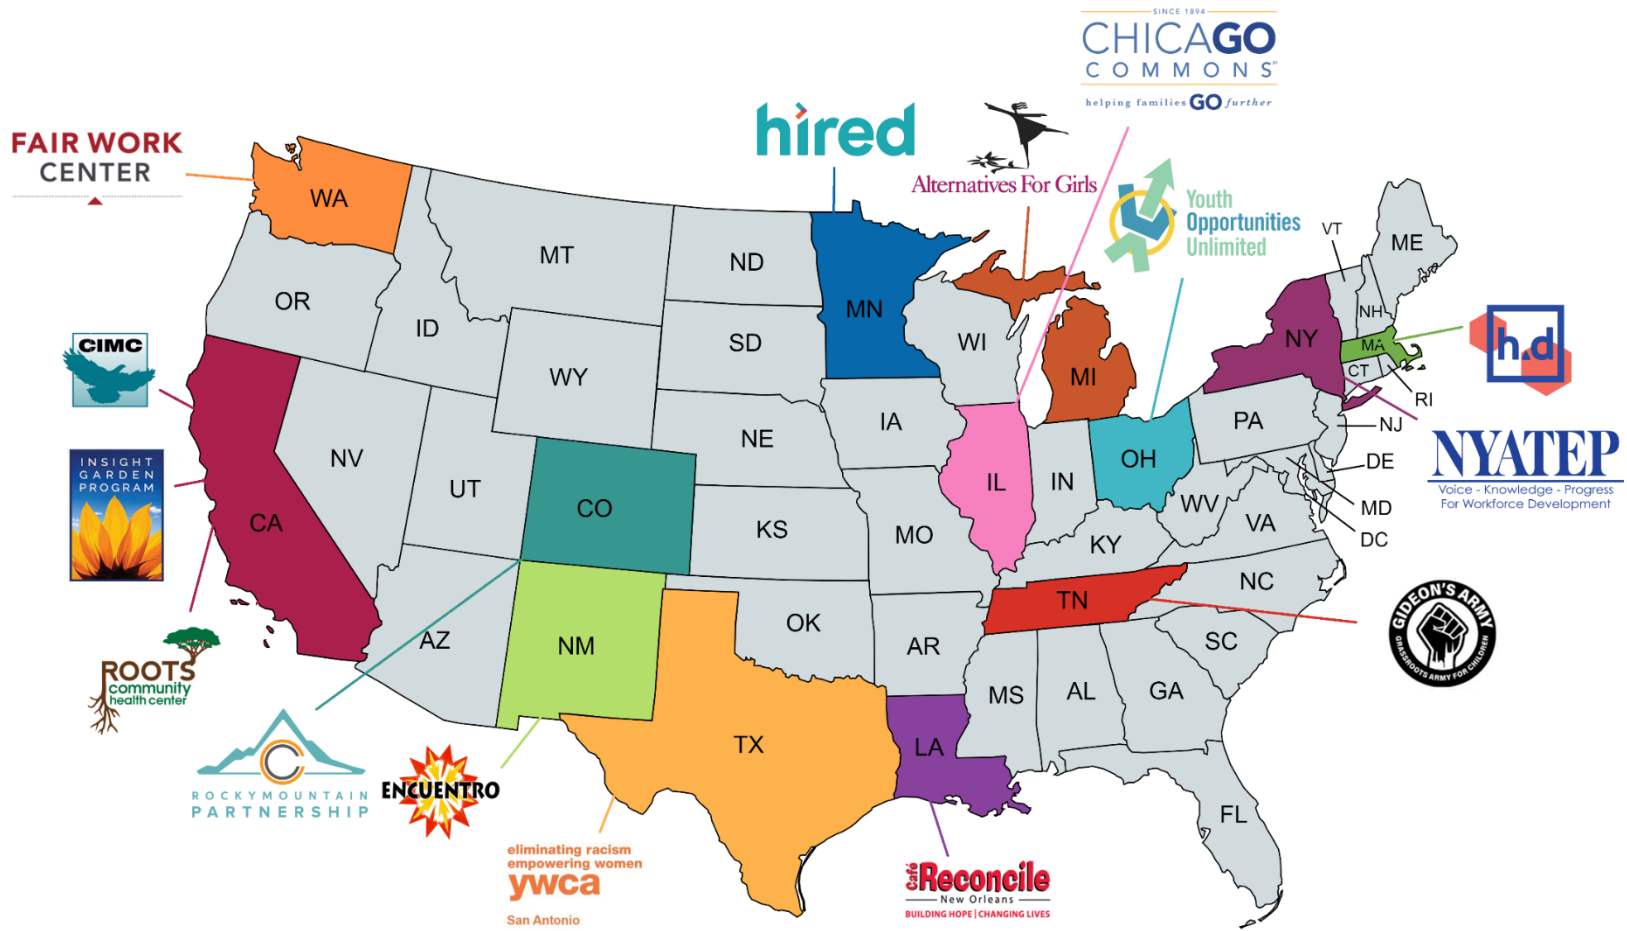 SINCE 1894
CHICAGO
COMMONS
helping families GO further
hired
Alternatives For Girls
Youth
Opportunities
Unlimited
FAIR WORK
CENTER
WA
OR
ID
MT
ND
MN
SD
WY
WI
MI
NY
VT
NH
ME
MA
CT
RI
NJ
h.d
CIMC
INSIGHT
GARDEN
PROGRAM
CA
NV
UT
CO
NE
IA
KS
MO
IL
IN
OH
PA
WV
VA
KY
DE
MD
DC
NYATEP
Voice - Knowledge - Progress
For Workforce Development
AZ
NM
OK
AR
TN
NC
SC
GIDEON'S ARMY
GRASSROOTS ARMY FOR CHILDREN
ROOTS
community
health center
TX
LA
MS
AL
GA
FL
ROCKY MOUNTAIN
PARTNERSHIP
ENCUENTRO
eliminating racism
empowering women
ywca
San Antonio
Café Reconcile
New Orleans
BUILDING HOPE | CHANGING LIVES